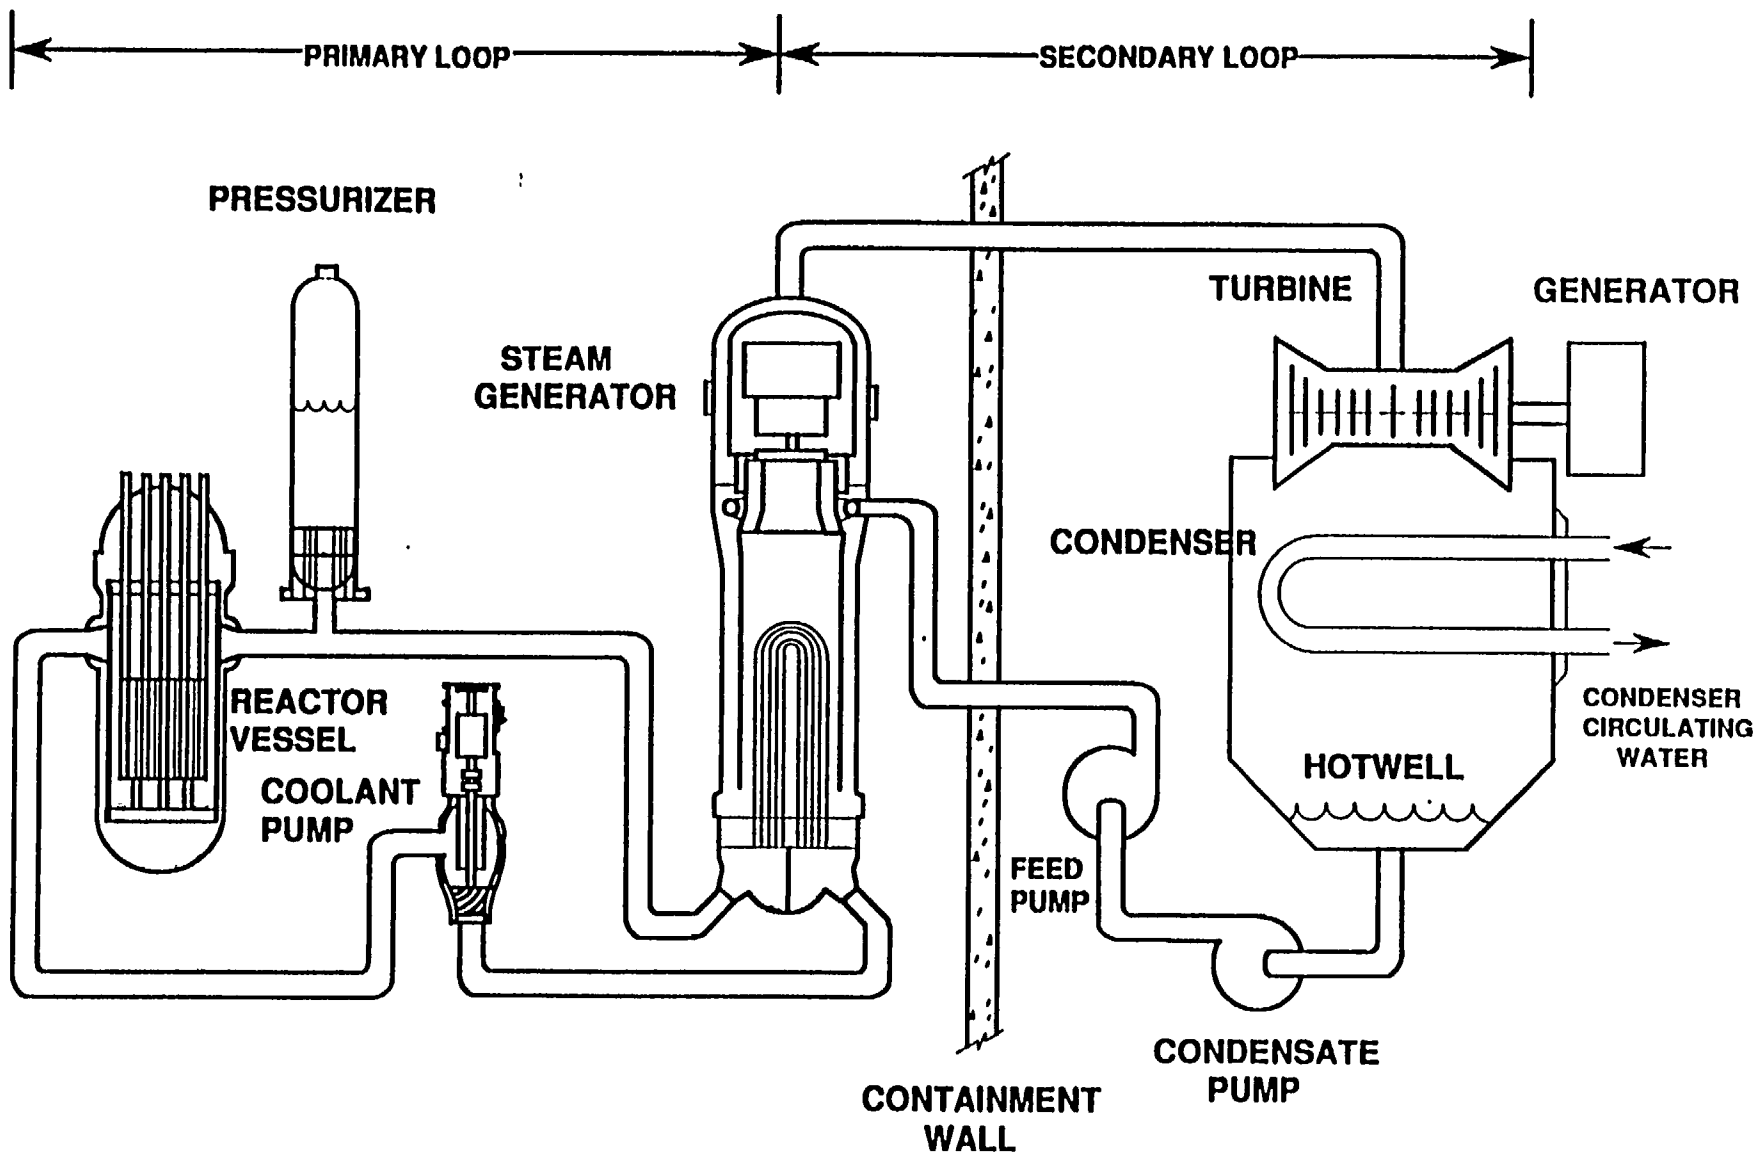 PRIMARY LOOP
SECONDARY LOOP
PRESSURIZER
TURBINE
GENERATOR
STEAM
GENERATOR
CONDENSER
REACTOR
VESSEL
CONDENSER
CIRCULATING
WATER
HOTWELL
COOLANT
PUMP
FEED
PUMP
CONDENSATE
PUMP
CONTAINMENT
WALL